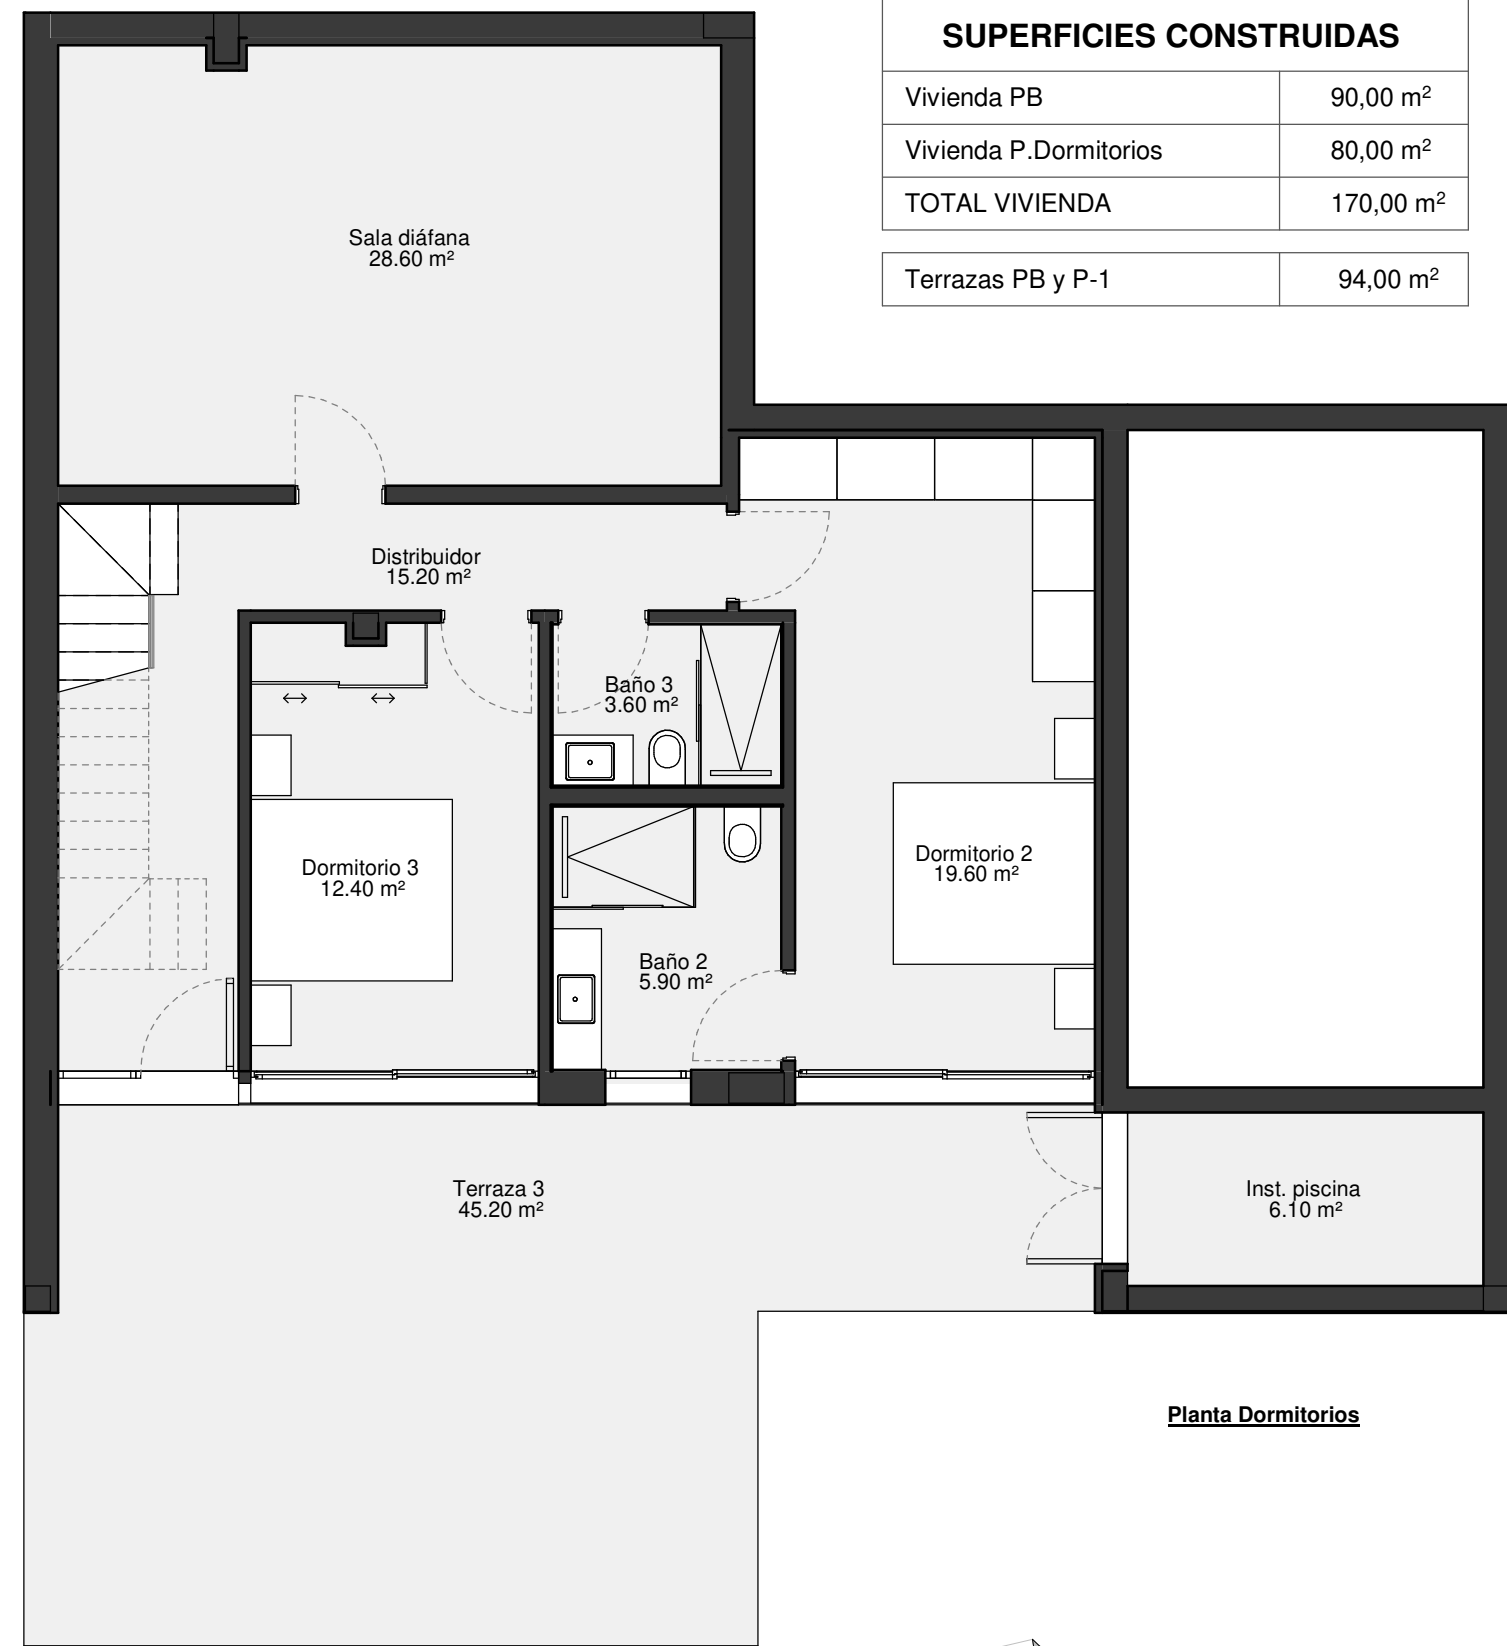 SUPERFICIES CONSTRUIDAS
Vivienda PB 90,00 m²
Vivienda P.Dormitorios 80,00 m²
TOTAL VIVIENDA 170,00 m²
Terrazas PB y P-1 94,00 m²
Sala diáfana
28.60 m²
Distribuidor
15.20 m²
Baño 3
3.60 m²
Dormitorio 3
12.40 m²
Dormitorio 2
19.60 m²
Baño 2
5.90 m²
Terraza 3
45.20 m²
Inst. piscina
6.10 m²
Planta Dormitorios